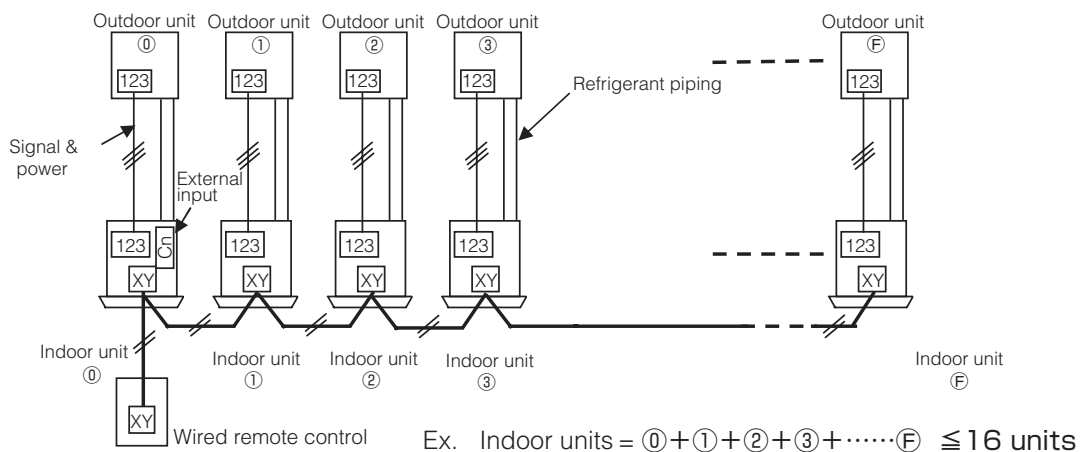 Outdoor unit Outdoor unit Outdoor unit Outdoor unit Outdoor unit
⓪ ① ② ③ Ⓕ
123 123 123 123 123
Refrigerant piping
Signal &
power
External
input
123 Cn 123 123 123 123
XY XY XY XY XY
Indoor unit Indoor unit Indoor unit Indoor unit Indoor unit
⓪ ① ② ③ Ⓕ
XY
Wired remote control
Ex. Indoor units = ⓪+①+②+③+……Ⓕ ≦16 units